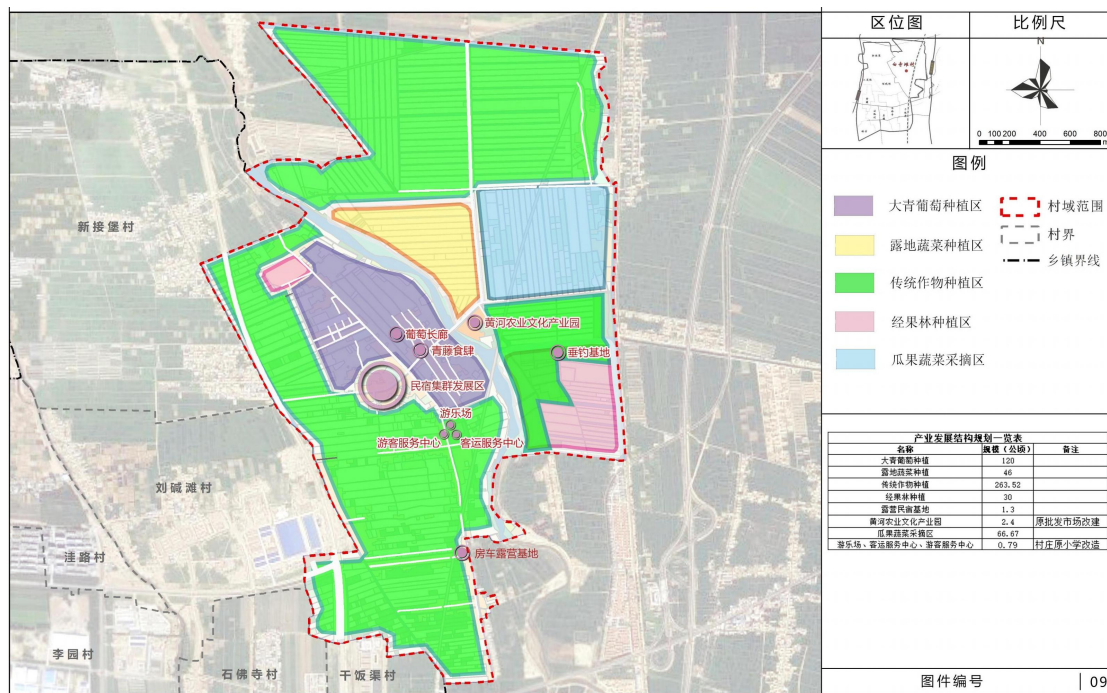 新接堡村
刘碱滩村
洼路村
李园村
石佛寺村
干饭渠村
葡萄长廊
青藤食肆
黄河农业文化产业园
垂钓基地
民宿集群发展区
游乐场
游客服务中心
客运服务中心
房车露营基地
区位图
比例尺
N
0 100 200 400 600 800
m
图例
大青葡萄种植区
露地蔬菜种植区
传统作物种植区
经果林种植区
瓜果蔬菜采摘区
村域范围
村界
乡镇界线
产业发展结构规划一览表
名称 规模（公顷） 备注
大青葡萄种植 120
露地蔬菜种植 46
传统作物种植 263.52
经果林种植 30
露营民宿基地 1.3
黄河农业文化产业园 2.4 原批发市场改建
瓜果蔬菜采摘区 66.67
游乐场、客运服务中心、游客服务中心 0.79 村庄原小学改造
图件编号 09